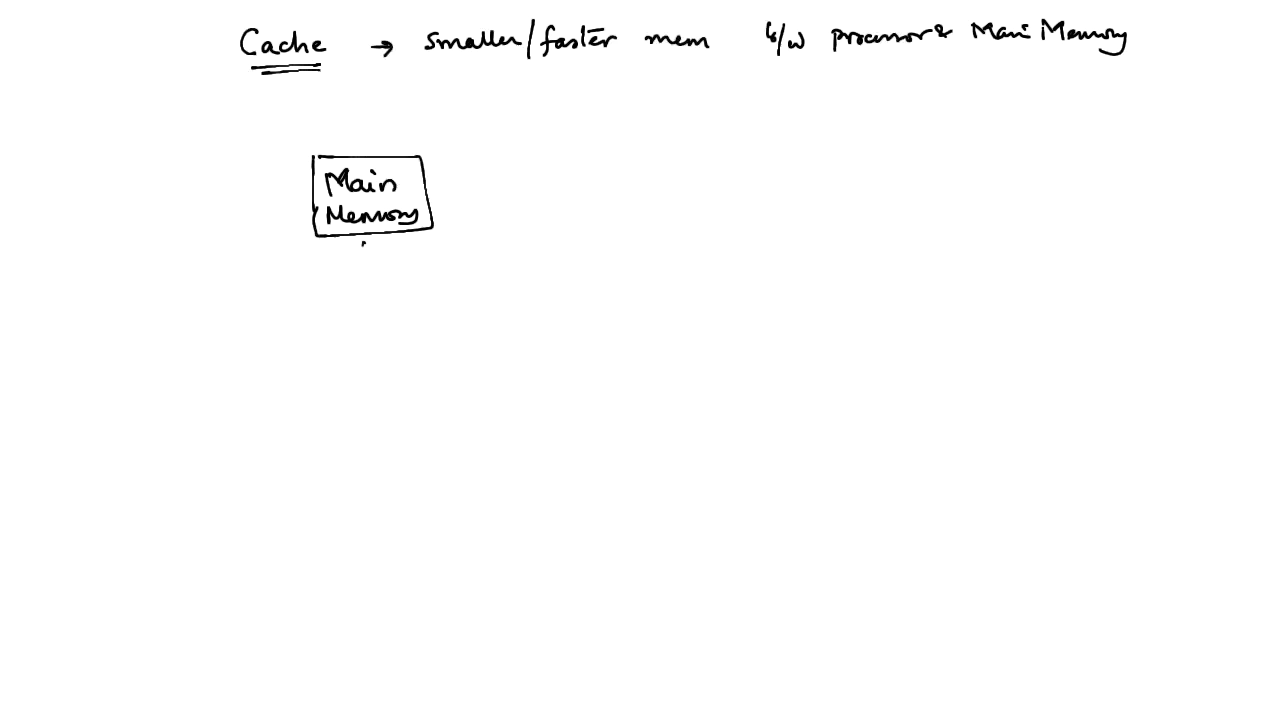 Cache → smaller/faster mem b/w processor & Main Memory
Main
Memory